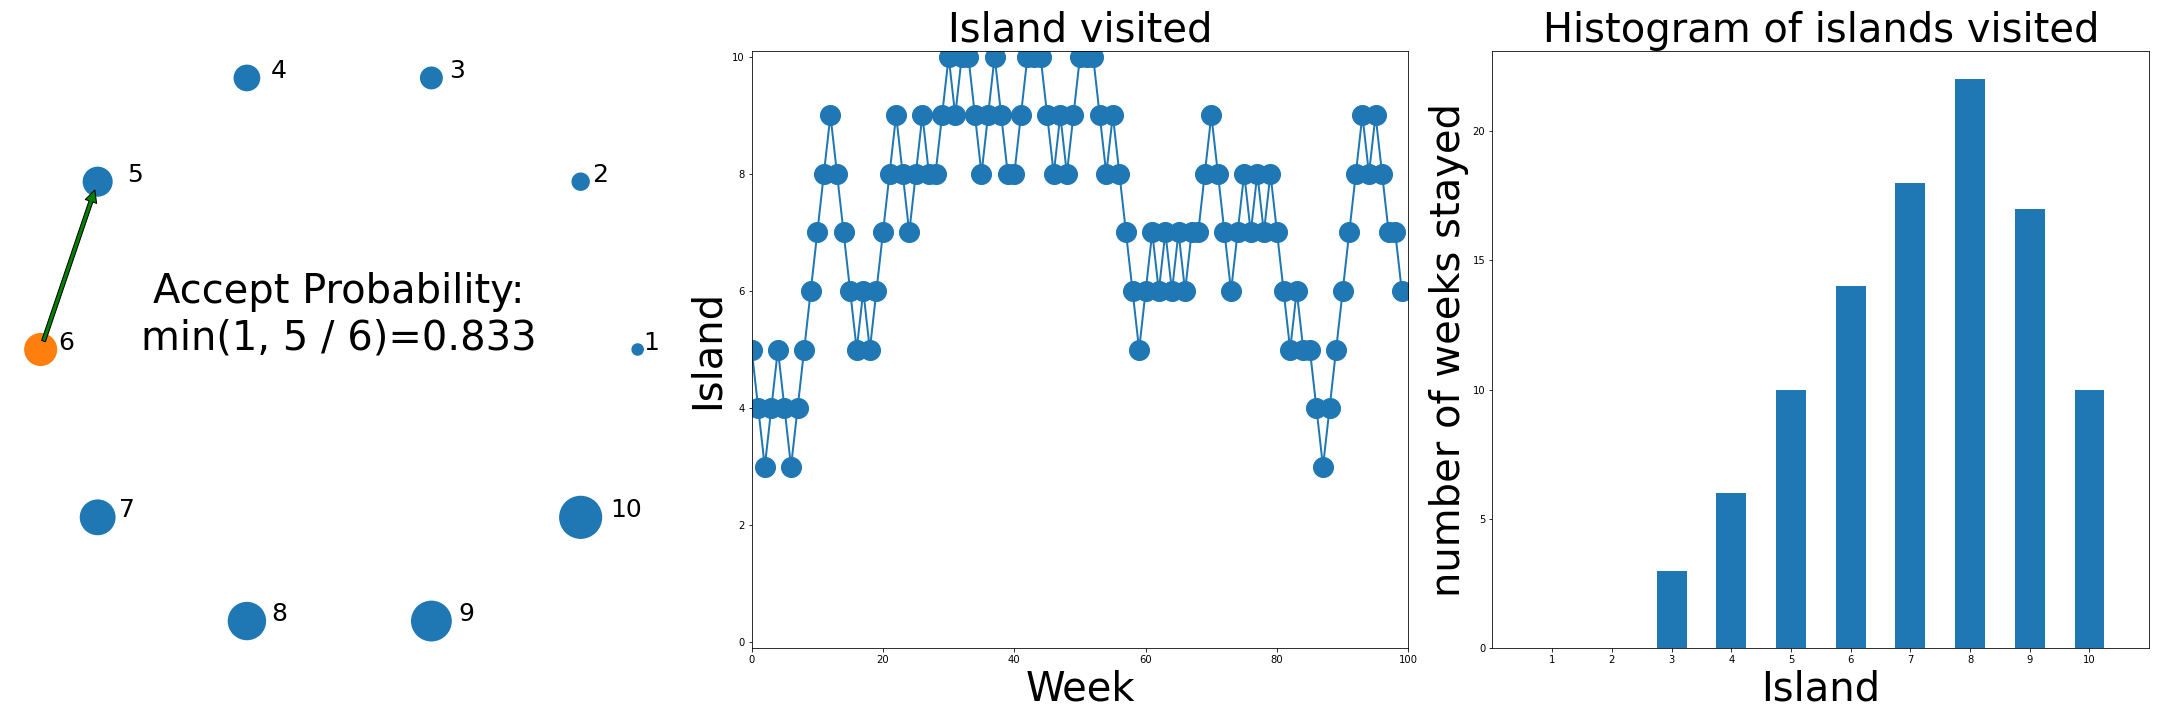 4
3
5
2
Accept Probability:
min(1, 5 / 6)=0.833
6
1
7
10
8
9
Island visited
Island
10
8
6
4
2
0
0 20 40 60 80 100
Week
Histogram of islands visited
number of weeks stayed
20
15
10
5
0
1 2 3 4 5 6 7 8 9 10
Island